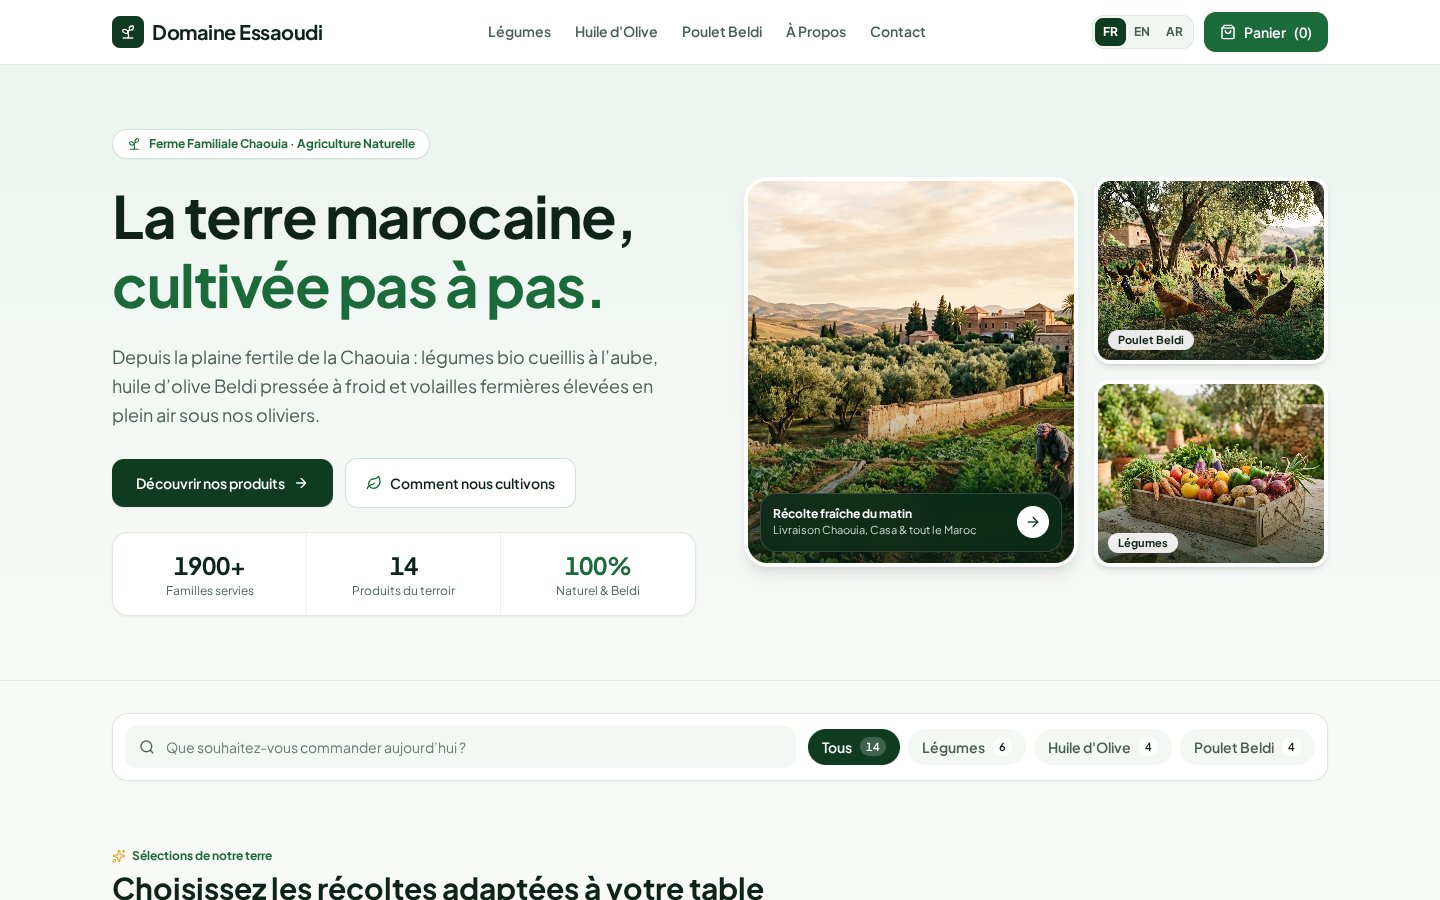 Domaine Essaoudi
Légumes
Huile d'Olive
Poulet Beldi
À Propos
Contact
FR
EN
AR
Panier (0)
Ferme Familiale Chaouia · Agriculture Naturelle
La terre marocaine,
cultivée pas à pas.
Depuis la plaine fertile de la Chaouia : légumes bio cueillis à l’aube,
huile d’olive Beldi pressée à froid et volailles fermières élevées en
plein air sous nos oliviers.
Découvrir nos produits
Comment nous cultivons
1900+
Familles servies
14
Produits du terroir
100%
Naturel & Beldi
Récolte fraîche du matin
Livraison Chaouia, Casa & tout le Maroc
Poulet Beldi
Légumes
Que souhaitez-vous commander aujourd’hui ?
Tous 14
Légumes 6
Huile d'Olive 4
Poulet Beldi 4
Sélections de notre terre
Choisissez les récoltes adaptées à votre table